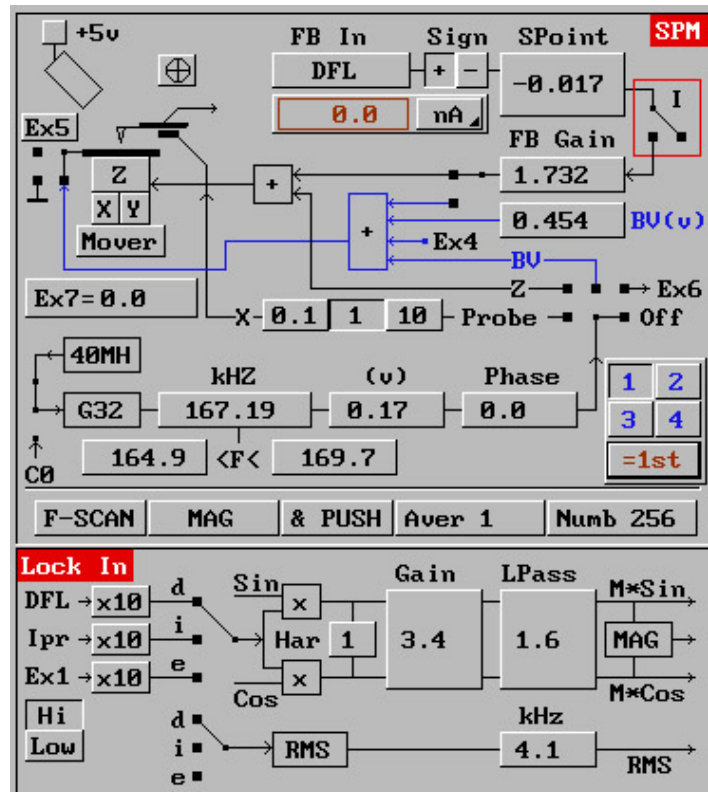 +5v FB In Sign SPoint SPM
DFL + - -0.017
0.0 nA I
Ex5 FB Gain
Z + 1.732
X Y + 0.454 BV(v)
Mover Ex4
BV
Z Ex6
Ex7=0.0
X 0.1 1 10 Probe Off
40MH
kHZ (v) Phase 1 2
G32 167.19 0.17 0.0 3 4
164.9 <F< 169.7 =1st
C0
F-SCAN MAG & PUSH Aver 1 Numb 256
Lock In
Sin Gain LPass M*Sin
DFL x10 d x
Ipr x10 i Har 1 3.4 1.6 MAG
Ex1 x10 e x
Cos M*Cos
Hi d kHz
Low i RMS 4.1 RMS
e